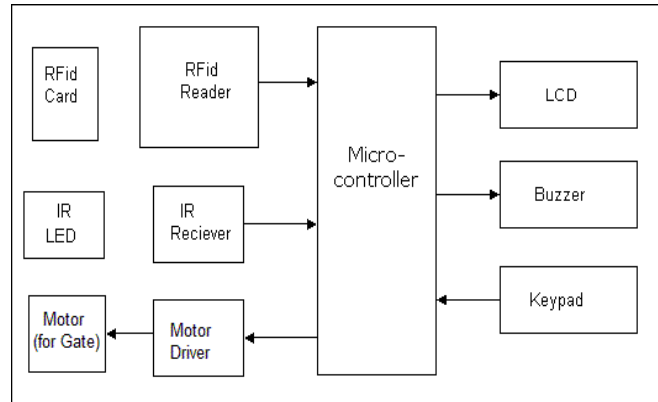 RFid
Card
RFid
Reader
Micro-
controller
LCD
IR
LED
IR
Reciever
Buzzer
Motor
(for Gate)
Motor
Driver
Keypad